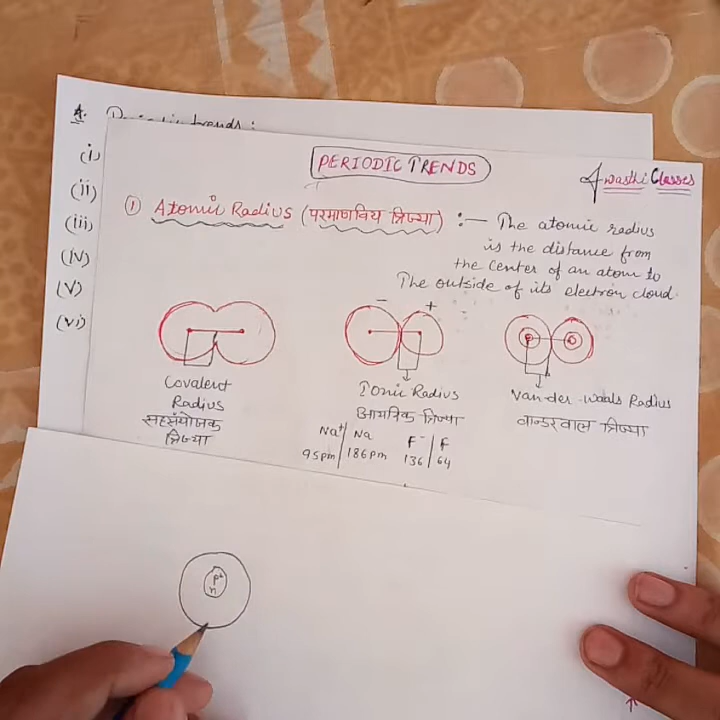 (i)
(ii)
(iii)
(iv)
(v)
(vi)
PERIODIC TRENDS
Awasthi Classes
① Atomic Radius (परमाणविय त्रिज्या) :— The atomic radius
is the distance from
the center of an atom to
The outside of its electron cloud.
- +
Covalent
Radius
सहसंयोजक
त्रिज्या
Ionic Radius
आयनिक त्रिज्या
Na⁺ | Na F⁻ | F
95pm | 186pm 136 | 64
Van der-waals Radius
वान्डरवाल त्रिज्या
p⁺
n